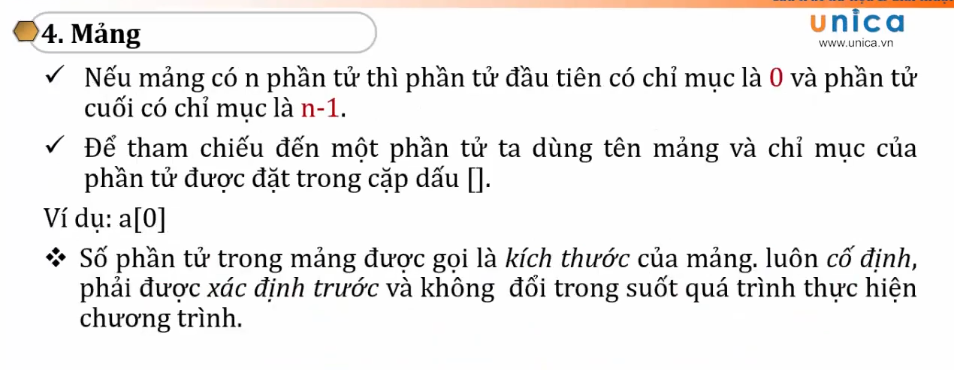 4. Mảng
unica
www.unica.vn
Nếu mảng có n phần tử thì phần tử đầu tiên có chỉ mục là 0 và phần tử
cuối có chỉ mục là n-1.
Để tham chiếu đến một phần tử ta dùng tên mảng và chỉ mục của
phần tử được đặt trong cặp dấu [].
Ví dụ: a[0]
Số phần tử trong mảng được gọi là kích thước của mảng. luôn cố định,
phải được xác định trước và không đổi trong suốt quá trình thực hiện
chương trình.